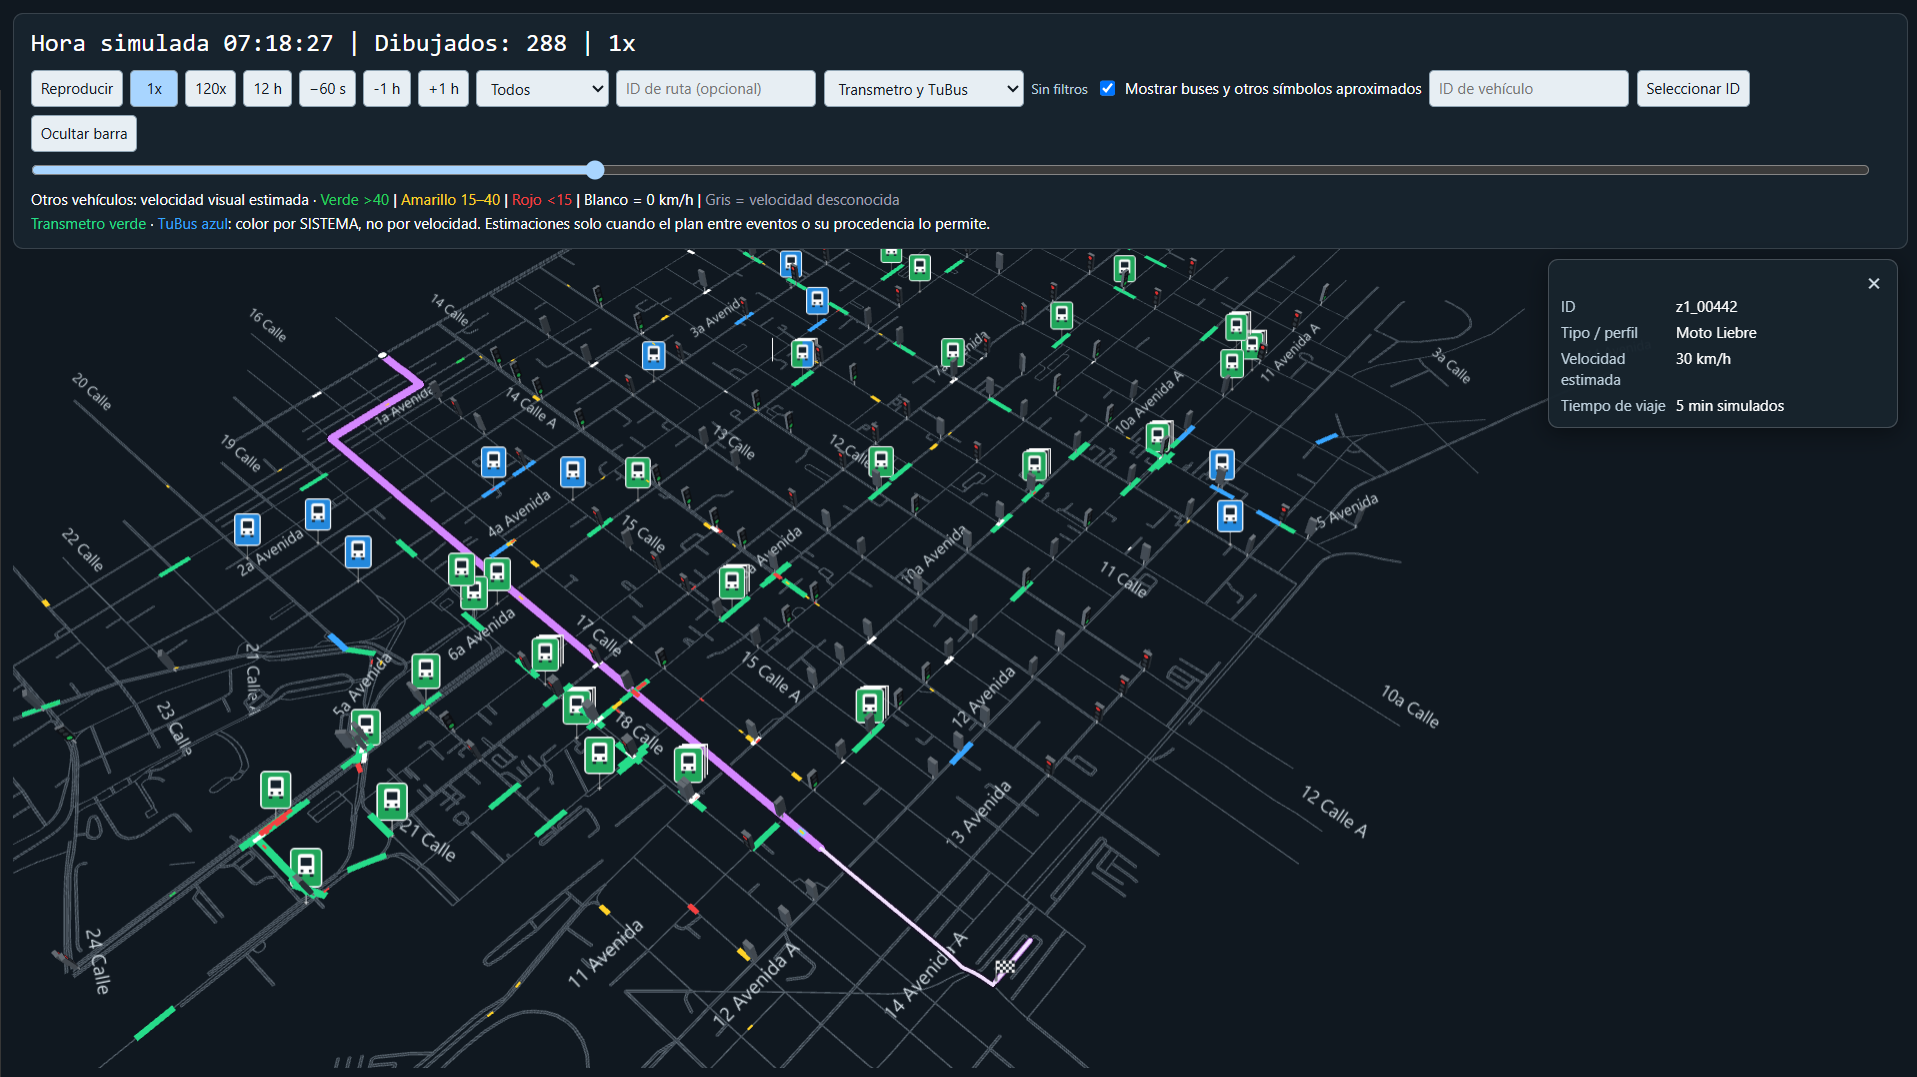 Hora simulada 07:18:27 | Dibujados: 288 | 1x
Reproducir 1x 120x 12 h −60 s -1 h +1 h Todos ID de ruta (opcional) Transmetro y TuBus Sin filtros Mostrar buses y otros símbolos aproximados ID de vehículo Seleccionar ID
Ocultar barra
Otros vehículos: velocidad visual estimada · Verde >40 | Amarillo 15–40 | Rojo <15 | Blanco = 0 km/h | Gris = velocidad desconocida
Transmetro verde · TuBus azul: color por SISTEMA, no por velocidad. Estimaciones solo cuando el plan entre eventos o su procedencia lo permite.
ID z1_00442
Tipo / perfil Moto Liebre
Velocidad estimada 30 km/h
Tiempo de viaje 5 min simulados
14 Calle
16 Calle
3a Avenid
11 Avenida A
3a Calle
20 Calle
1a Avenida
14 Calle A
10a Avenida A
19 Calle
13 Calle
12 Calle
4a Avenida
15 Calle
5 Avenida
22 Calle
2a Avenida
a Avenida
10a Avenida
11 Calle
6a Avenida
17 Calle
21 Calle A
5a Avenida
15 Calle A
12 Avenida
10a Calle
23 Calle
18 Calle
13 Avenida
12 Calle A
21 Calle
24 Calle
11 Avenida
12 Avenida A
14 Avenida A